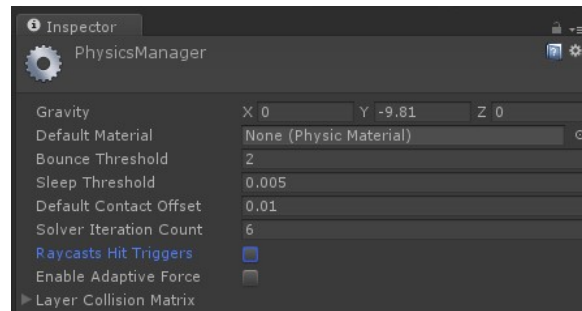 Inspector
PhysicsManager
Gravity X 0 Y -9.81 Z 0
Default Material None (Physic Material)
Bounce Threshold 2
Sleep Threshold 0.005
Default Contact Offset 0.01
Solver Iteration Count 6
Raycasts Hit Triggers
Enable Adaptive Force
Layer Collision Matrix